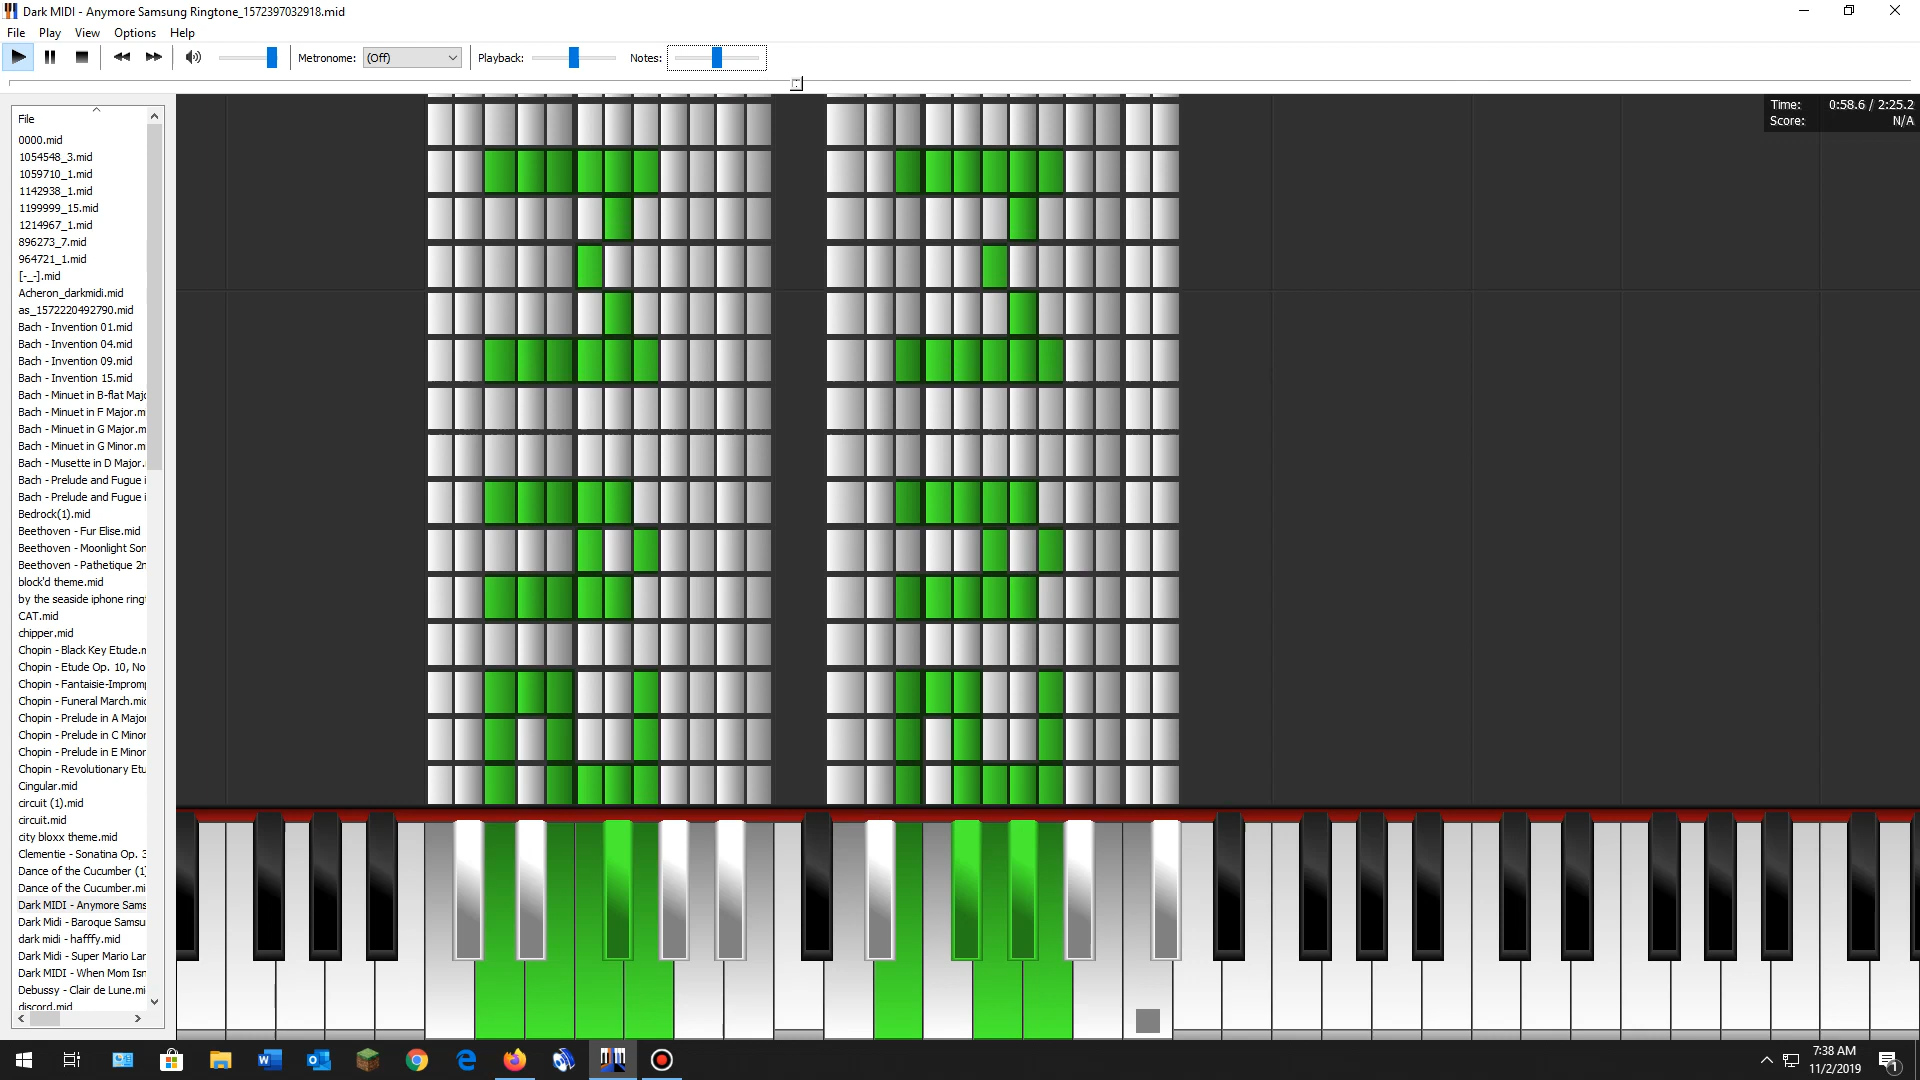 Dark MIDI - Anymore Samsung Ringtone_1572397032918.mid
File Play View Options Help
Metronome: (Off) Playback: Notes:
Time: 0:58.6 / 2:25.2
Score: N/A
File
0000.mid
1054548_3.mid
1059710_1.mid
1142938_1.mid
1199999_15.mid
1214967_1.mid
896273_7.mid
964721_1.mid
[-_-].mid
Acheron_darkmidi.mid
as_1572220492790.mid
Bach - Invention 01.mid
Bach - Invention 04.mid
Bach - Invention 09.mid
Bach - Invention 15.mid
Bach - Minuet in B-flat Majo
Bach - Minuet in F Major.m
Bach - Minuet in G Major.m
Bach - Minuet in G Minor.m
Bach - Musette in D Major.
Bach - Prelude and Fugue i
Bach - Prelude and Fugue i
Bedrock(1).mid
Beethoven - Fur Elise.mid
Beethoven - Moonlight Son
Beethoven - Pathetique 2n
block'd theme.mid
by the seaside iphone ring
CAT.mid
chipper.mid
Chopin - Black Key Etude.m
Chopin - Etude Op. 10, No
Chopin - Fantaisie-Impromp
Chopin - Funeral March.mid
Chopin - Prelude in A Major
Chopin - Prelude in C Minor
Chopin - Prelude in E Minor
Chopin - Revolutionary Etu
Cingular.mid
circuit (1).mid
circuit.mid
city bloxx theme.mid
Clementie - Sonatina Op. 3
Dance of the Cucumber (1)
Dance of the Cucumber.mi
Dark MIDI - Anymore Sams
Dark Midi - Baroque Samsu
dark midi - hafffy.mid
Dark Midi - Super Mario Lan
Dark MIDI - When Mom Isn
Debussy - Clair de Lune.mi
discord.mid
7:38 AM
11/2/2019
1